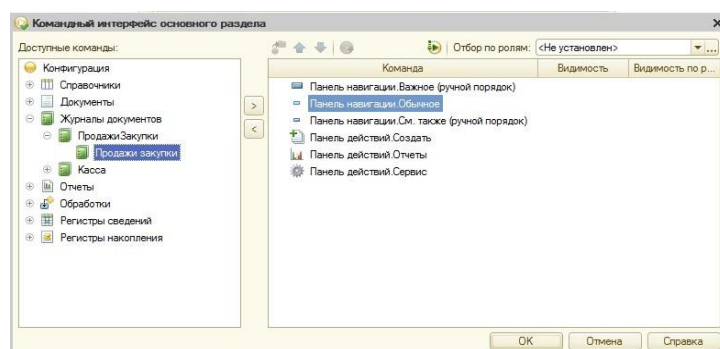 Командный интерфейс основного раздела
Доступные команды:
Отбор по ролям: <Не установлен>
Конфигурация
Справочники
Документы
Журналы документов
ПродажиЗакупки
Продажи закупки
Касса
Отчеты
Обработки
Регистры сведений
Регистры накопления
Команда Видимость Видимость по р...
Панель навигации.Важное (ручной порядок)
Панель навигации.Обычное
Панель навигации.См. также (ручной порядок)
Панель действий.Создать
Панель действий.Отчеты
Панель действий.Сервис
OK Отмена Справка